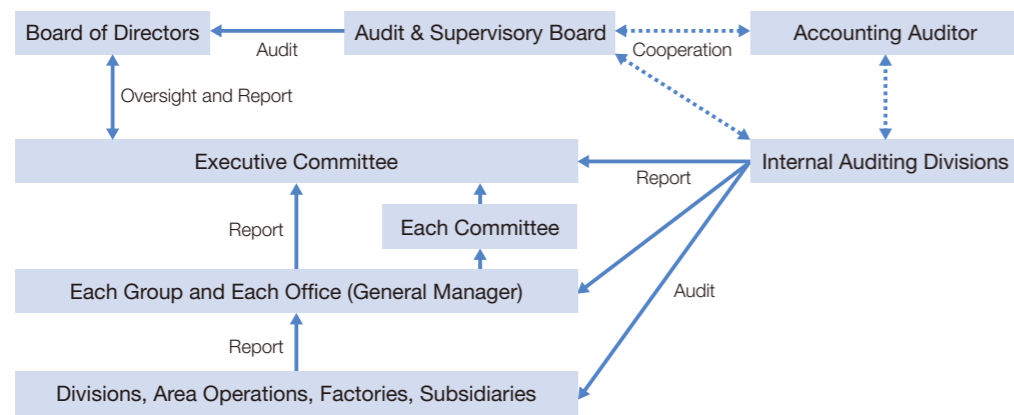 Board of Directors
Audit
Audit & Supervisory Board
Cooperation
Accounting Auditor
Oversight and Report
Executive Committee
Report
Internal Auditing Divisions
Report
Each Committee
Each Group and Each Office (General Manager)
Audit
Report
Divisions, Area Operations, Factories, Subsidiaries